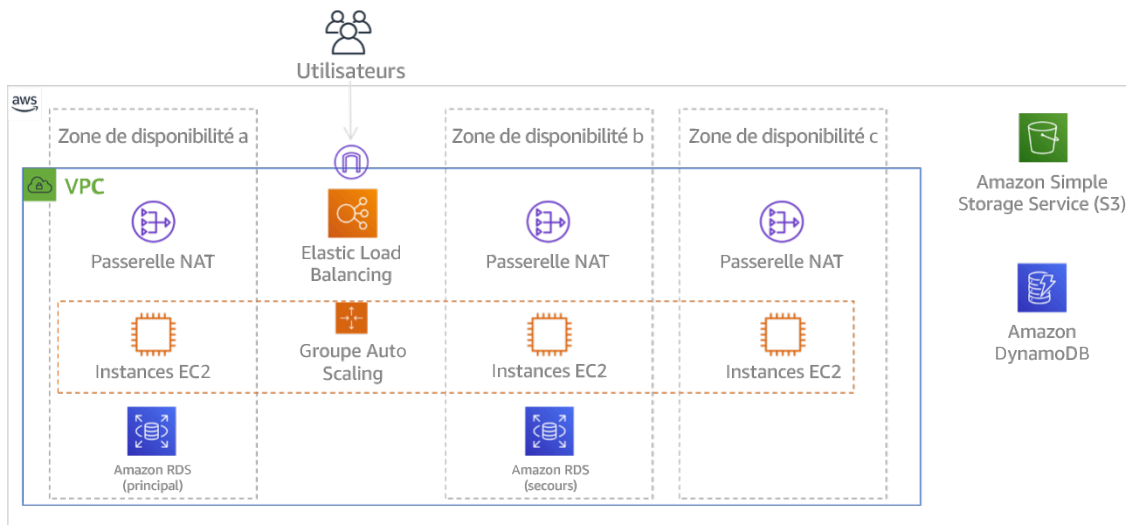 Utilisateurs
aws
Zone de disponibilité a
Zone de disponibilité b
Zone de disponibilité c
VPC
Passerelle NAT
Elastic Load
Balancing
Passerelle NAT
Passerelle NAT
Amazon Simple
Storage Service (S3)
Instances EC2
Groupe Auto
Scaling
Instances EC2
Instances EC2
Amazon
DynamoDB
Amazon RDS
(principal)
Amazon RDS
(secours)